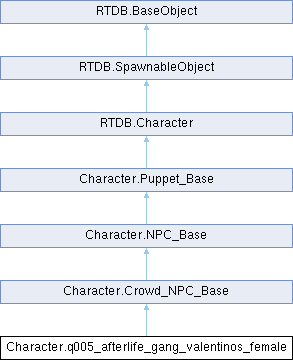 RTDB.BaseObject
RTDB.SpawnableObject
RTDB.Character
Character.Puppet_Base
Character.NPC_Base
Character.Crowd_NPC_Base
Character.q005_afterlife_gang_valentinos_female